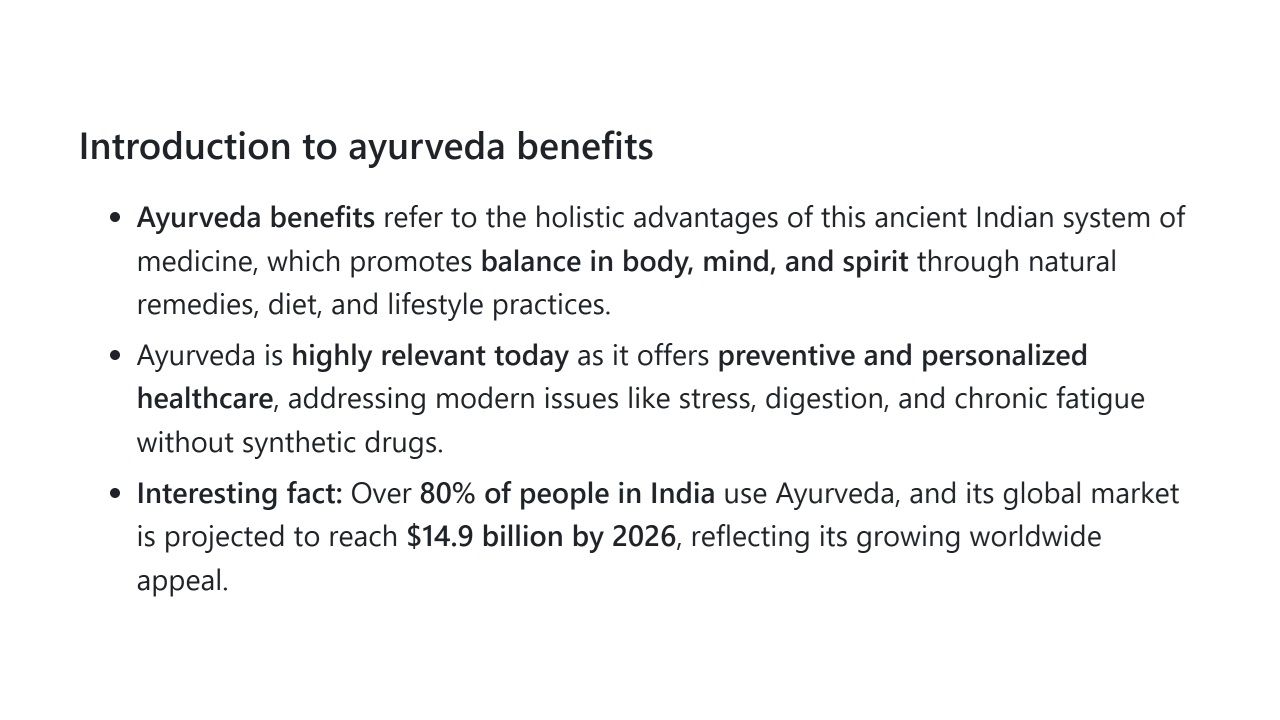 Introduction to ayurveda benefits
• Ayurveda benefits refer to the holistic advantages of this ancient Indian system of
medicine, which promotes balance in body, mind, and spirit through natural
remedies, diet, and lifestyle practices.
• Ayurveda is highly relevant today as it offers preventive and personalized
healthcare, addressing modern issues like stress, digestion, and chronic fatigue
without synthetic drugs.
• Interesting fact: Over 80% of people in India use Ayurveda, and its global market
is projected to reach $14.9 billion by 2026, reflecting its growing worldwide
appeal.